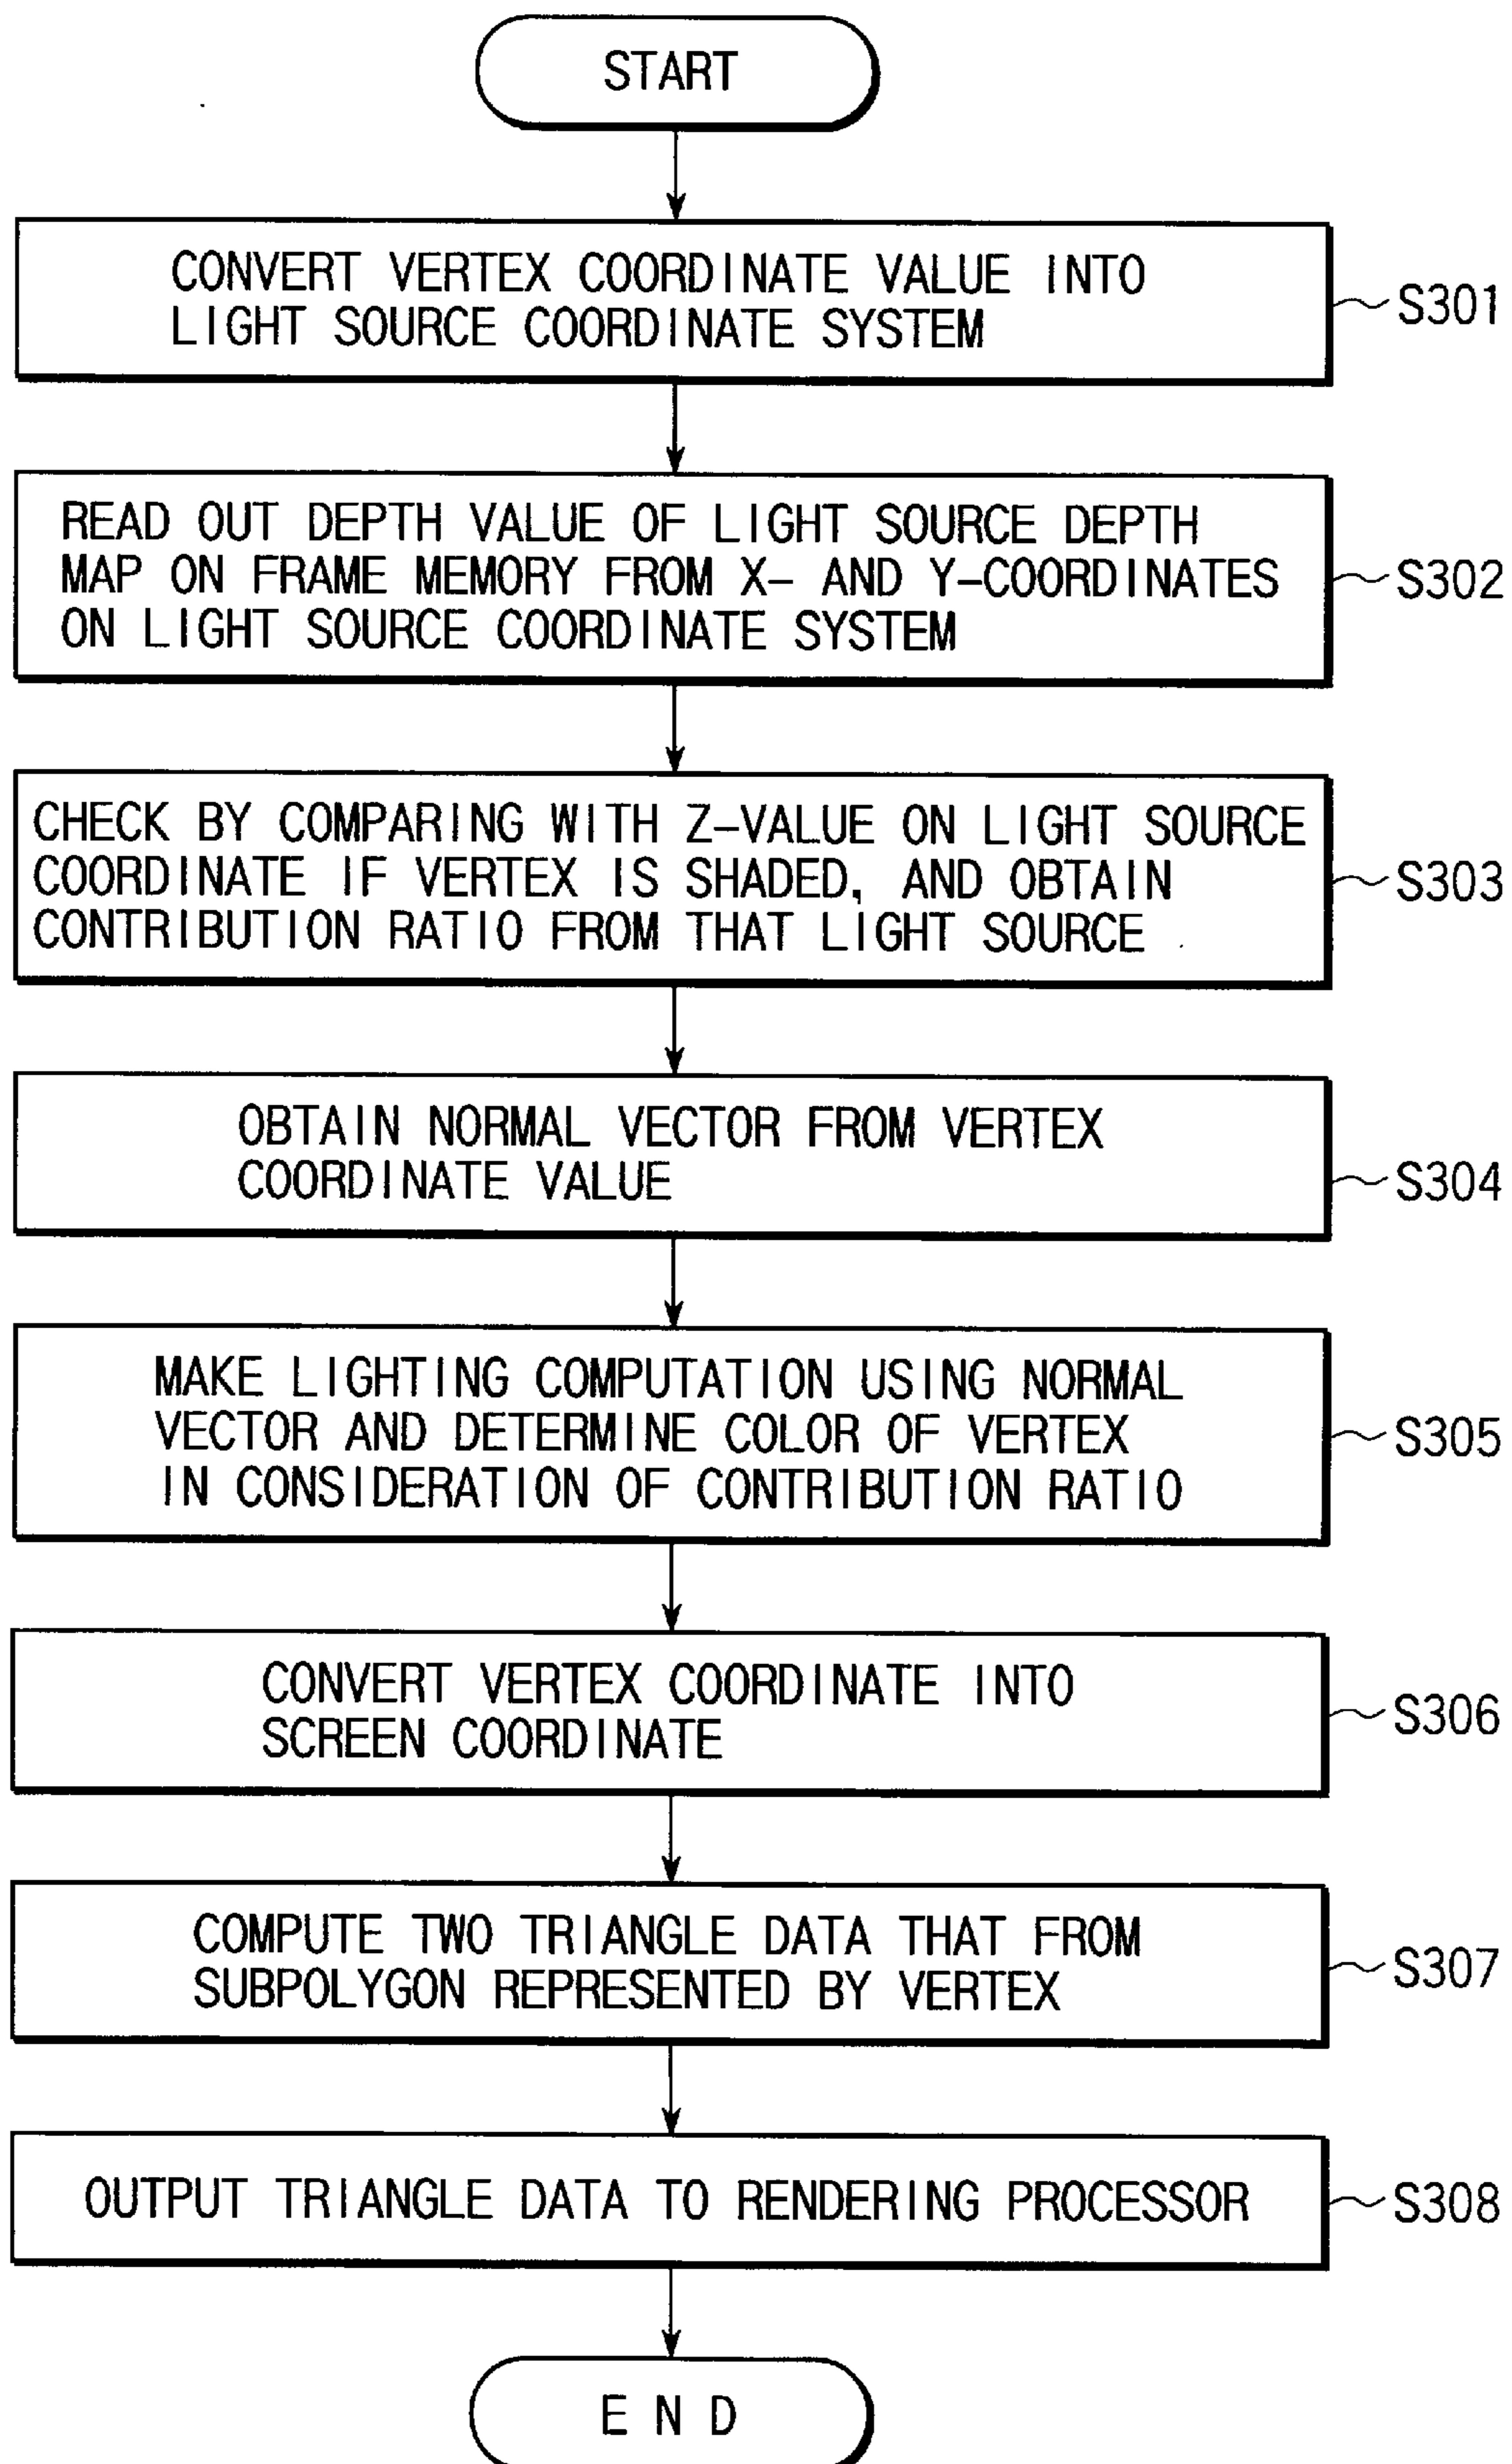 START
CONVERT VERTEX COORDINATE VALUE INTO
LIGHT SOURCE COORDINATE SYSTEM
S301
READ OUT DEPTH VALUE OF LIGHT SOURCE DEPTH
MAP ON FRAME MEMORY FROM X- AND Y-COORDINATES
ON LIGHT SOURCE COORDINATE SYSTEM
S302
CHECK BY COMPARING WITH Z-VALUE ON LIGHT SOURCE
COORDINATE IF VERTEX IS SHADED, AND OBTAIN
CONTRIBUTION RATIO FROM THAT LIGHT SOURCE
S303
OBTAIN NORMAL VECTOR FROM VERTEX
COORDINATE VALUE
S304
MAKE LIGHTING COMPUTATION USING NORMAL
VECTOR AND DETERMINE COLOR OF VERTEX
IN CONSIDERATION OF CONTRIBUTION RATIO
S305
CONVERT VERTEX COORDINATE INTO
SCREEN COORDINATE
S306
COMPUTE TWO TRIANGLE DATA THAT FROM
SUBPOLYGON REPRESENTED BY VERTEX
S307
OUTPUT TRIANGLE DATA TO RENDERING PROCESSOR
S308
END